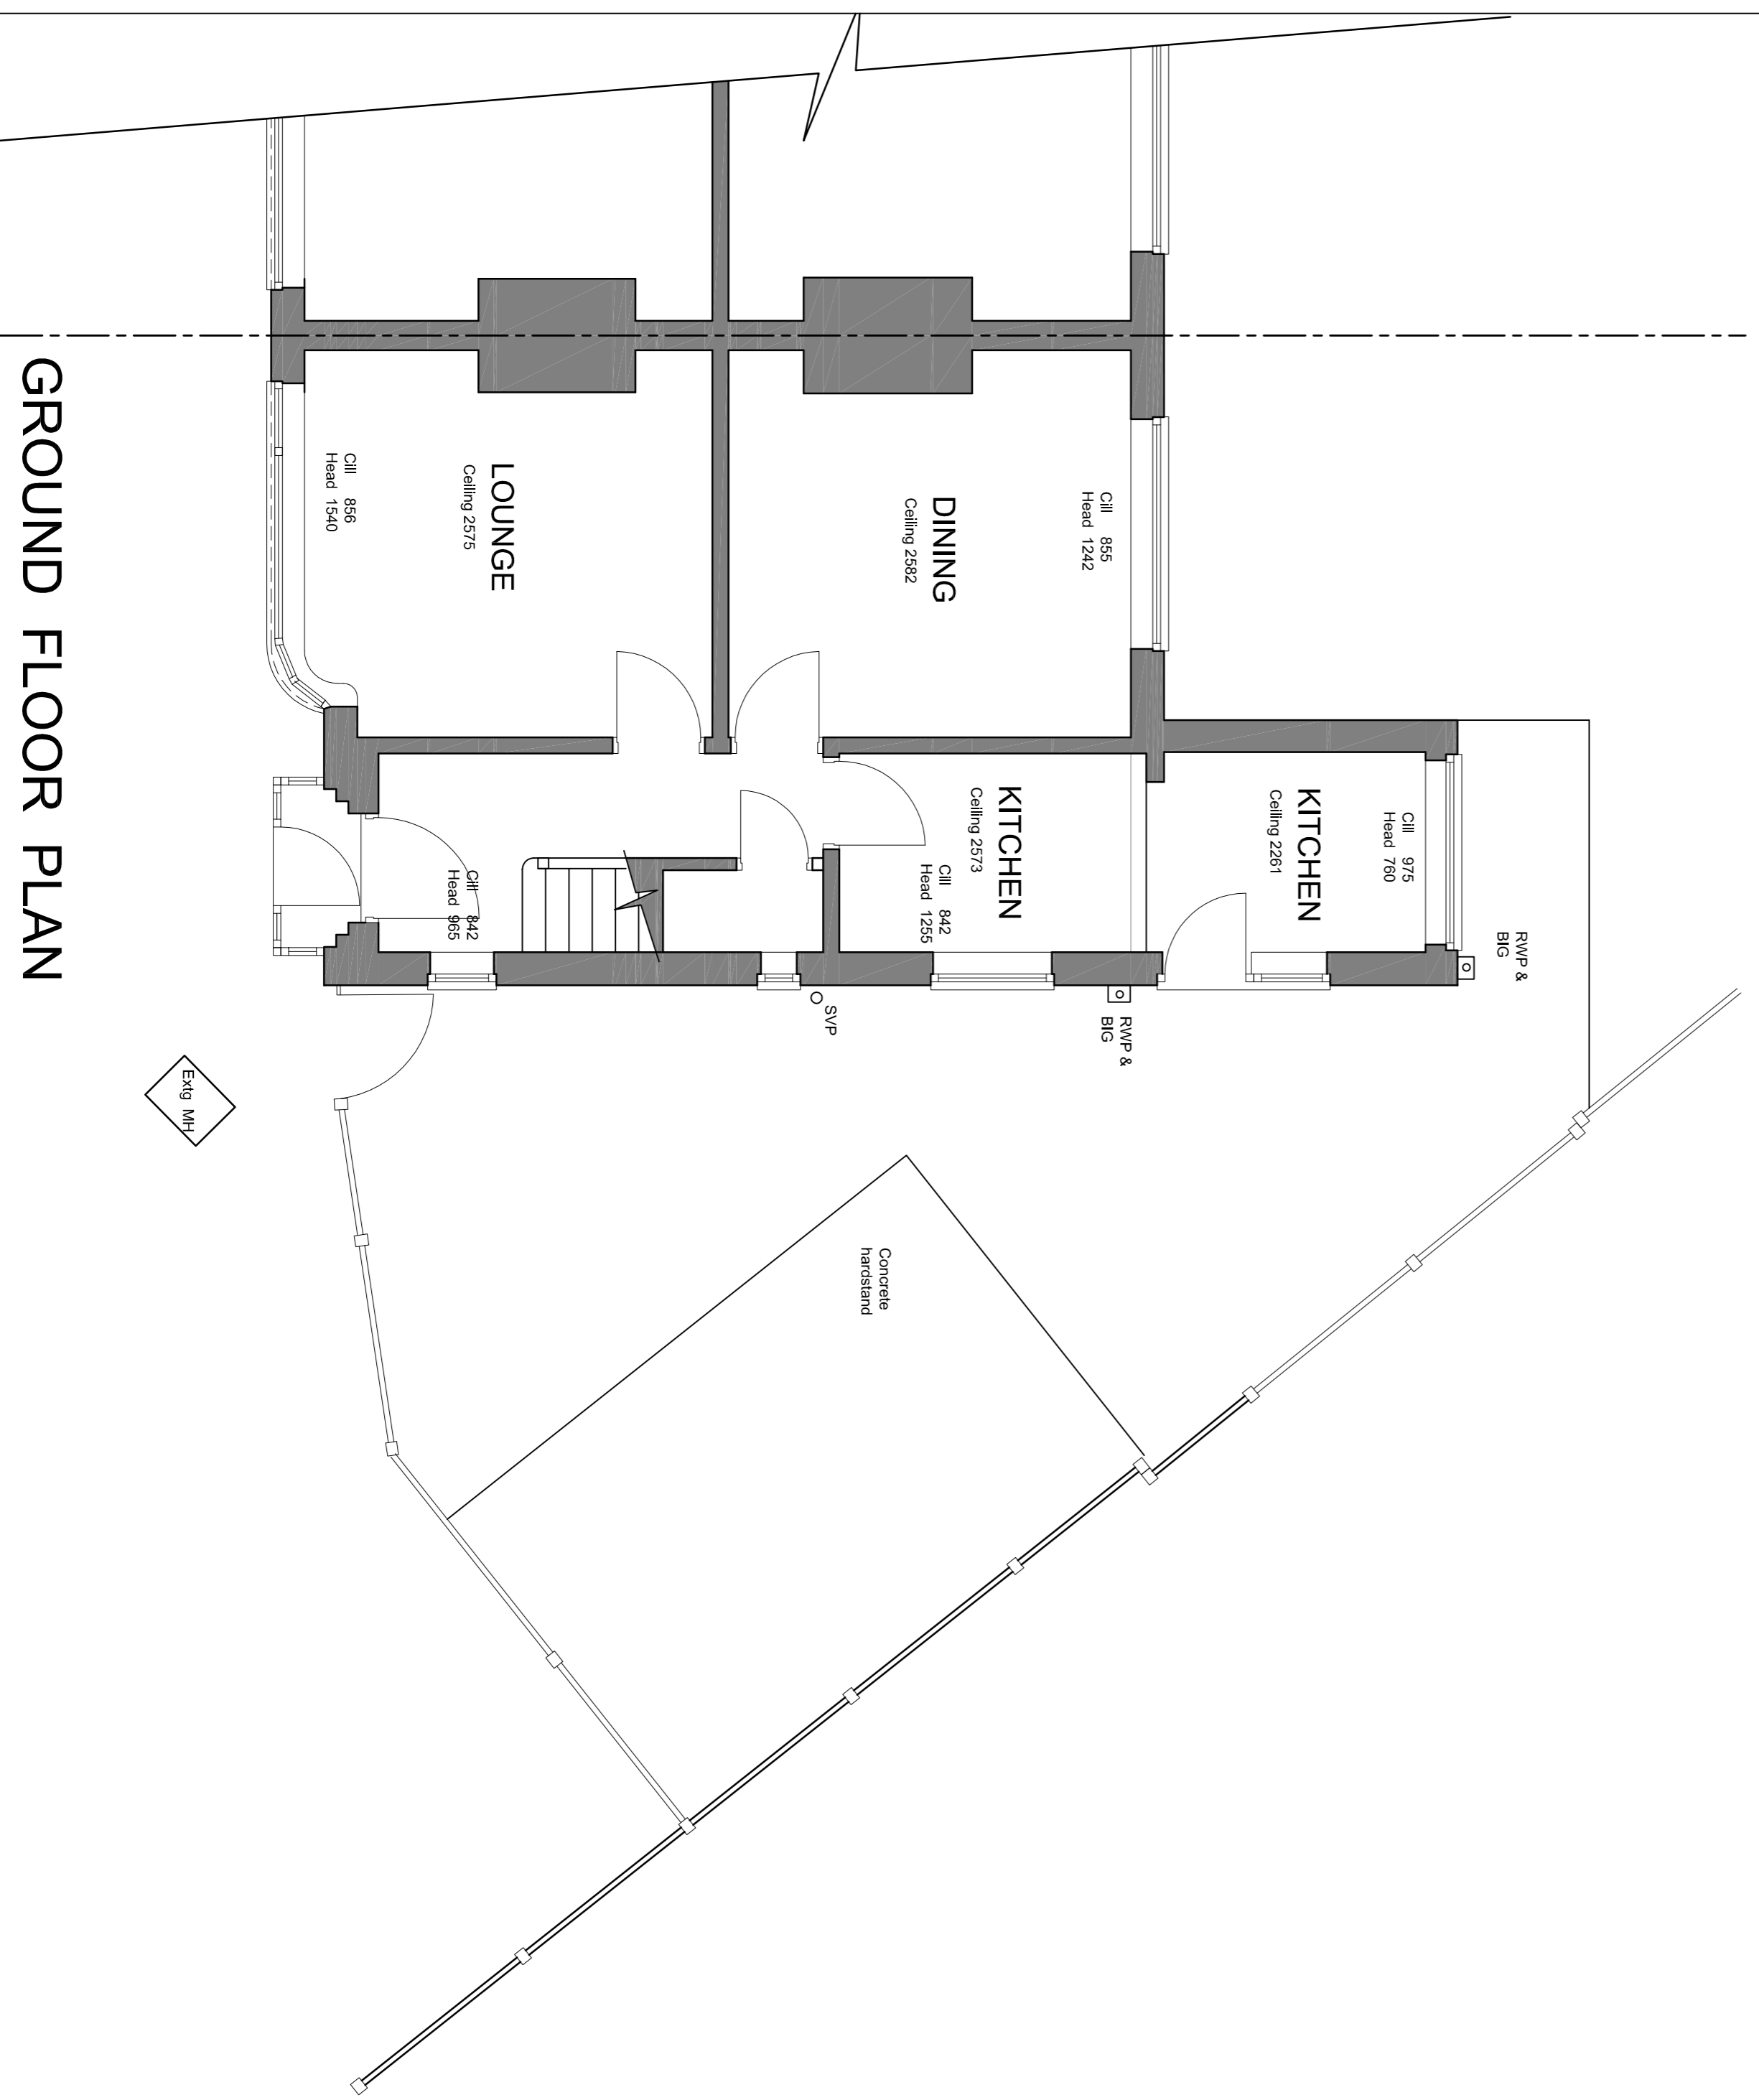 RWP &
BIG
Cill 975
Head 760
KITCHEN
Ceiling 2261
Cill 855
Head 1242
RWP &
BIG
KITCHEN
Ceiling 2573
Cill 842
Head 1255
DINING
Ceiling 2582
SVP
Concrete
hardstand
LOUNGE
Ceiling 2575
Cill 842
Head 965
Cill 856
Head 1540
Extg MH
GROUND FLOOR PLAN